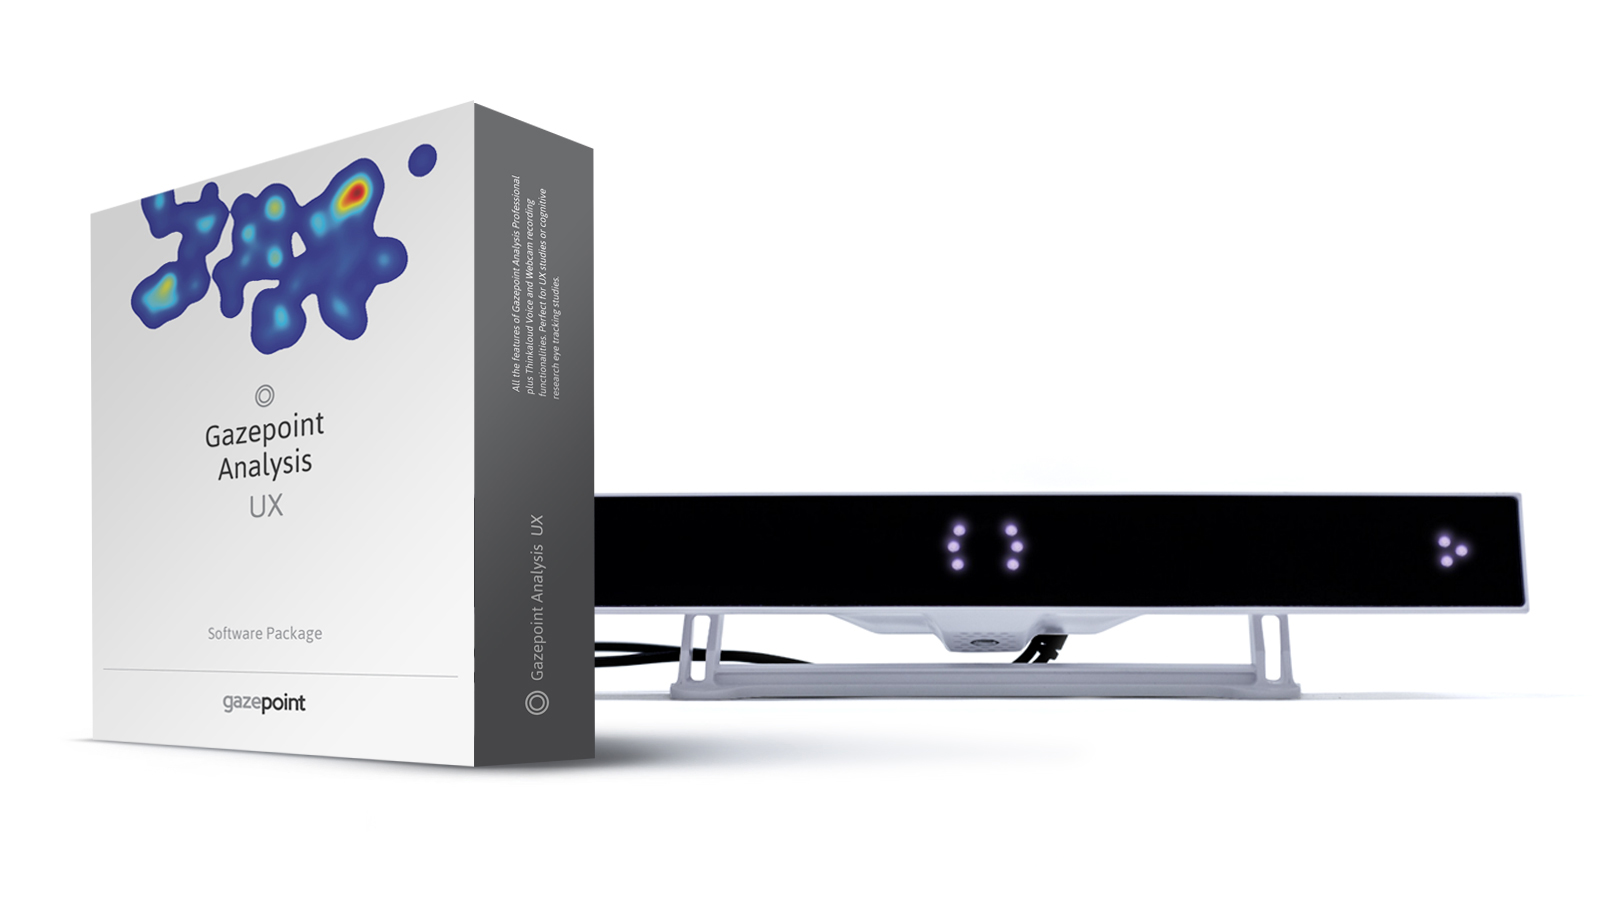 Gazepoint
Analysis
UX
Software Package
gazepoint
All the features of Gazepoint Analysis Professional
plus Thinkaloud Voice and Webcam recording
functionalities. Perfect for UX studies or cognitive
research eye tracking studies.
Gazepoint Analysis UX